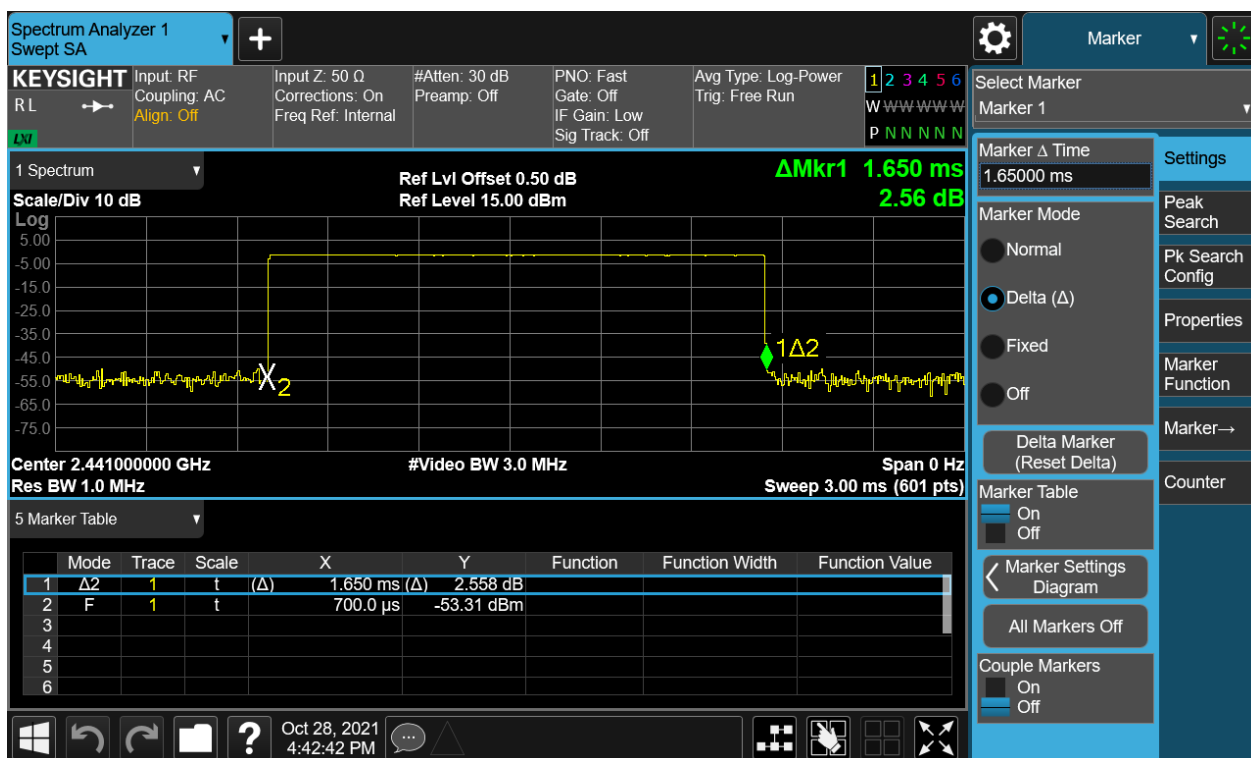 Spectrum Analyzer 1
Swept SA
+
Marker
KEYSIGHT
R L
LXI
Input: RF
Coupling: AC
Align: Off
Input Z: 50 Ω
Corrections: On
Freq Ref: Internal
#Atten: 30 dB
Preamp: Off
PNO: Fast
Gate: Off
IF Gain: Low
Sig Track: Off
Avg Type: Log-Power
Trig: Free Run
1 2 3 4 5 6
W W W W W W
P N N N N N
Select Marker
Marker 1
1 Spectrum
Scale/Div 10 dB
Ref Lvl Offset 0.50 dB
Ref Level 15.00 dBm
ΔMkr1 1.650 ms
2.56 dB
Log
5.00
-5.00
-15.0
-25.0
-35.0
-45.0
-55.0
-65.0
-75.0
X2
1Δ2
Center 2.441000000 GHz
#Video BW 3.0 MHz
Span 0 Hz
Res BW 1.0 MHz
Sweep 3.00 ms (601 pts)
5 Marker Table
Mode Trace Scale X Y Function Function Width Function Value
1 Δ2 1 t (Δ) 1.650 ms (Δ) 2.558 dB
2 F 1 t 700.0 µs -53.31 dBm
3
4
5
6
Marker Δ Time
1.65000 ms
Marker Mode
Normal
Delta (Δ)
Fixed
Off
Delta Marker
(Reset Delta)
Marker Table
On
Off
Marker Settings
Diagram
All Markers Off
Couple Markers
On
Off
Settings
Peak
Search
Pk Search
Config
Properties
Marker
Function
Marker→
Counter
?
Oct 28, 2021
4:42:42 PM